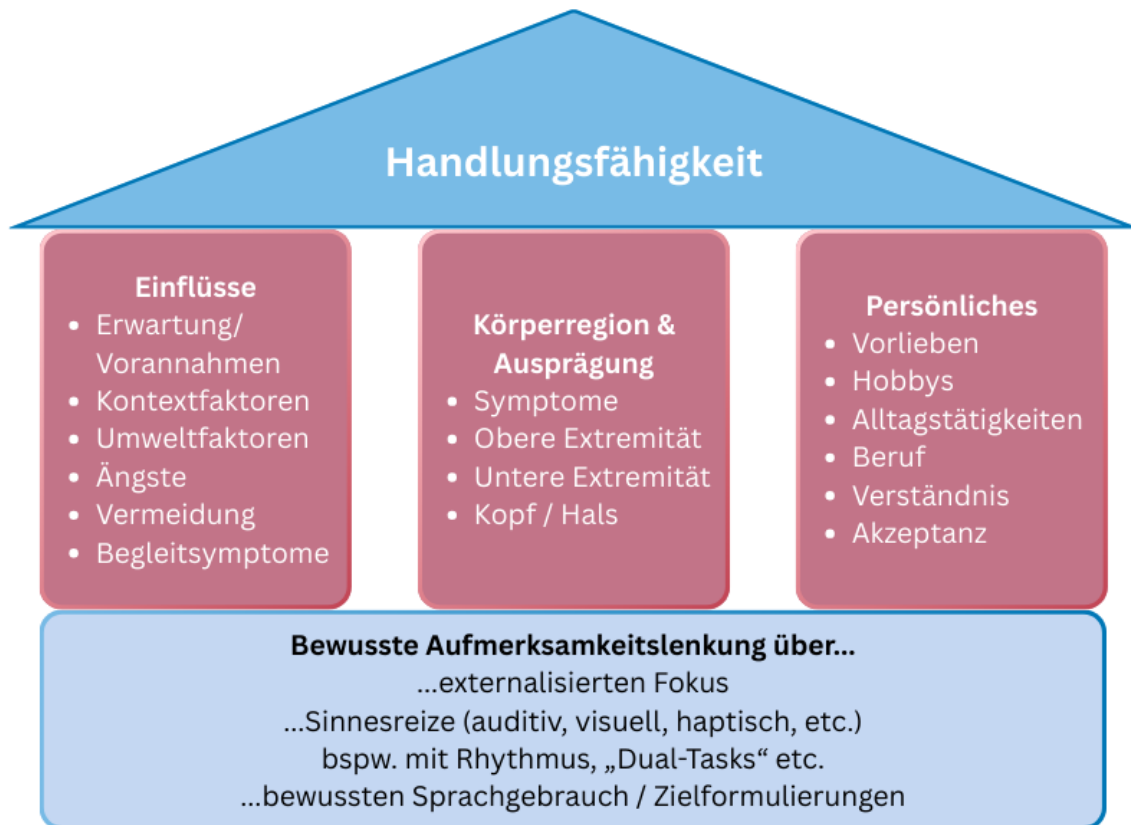 Handlungsfähigkeit
Einflüsse
• Erwartung/
Vorannahmen
• Kontextfaktoren
• Umweltfaktoren
• Ängste
• Vermeidung
• Begleitsymptome
Körperregion &
Ausprägung
• Symptome
• Obere Extremität
• Untere Extremität
• Kopf / Hals
Persönliches
• Vorlieben
• Hobbys
• Alltagstätigkeiten
• Beruf
• Verständnis
• Akzeptanz
Bewusste Aufmerksamkeitslenkung über...
...externalisierten Fokus
...Sinnesreize (auditiv, visuell, haptisch, etc.)
bspw. mit Rhythmus, „Dual-Tasks“ etc.
...bewussten Sprachgebrauch / Zielformulierungen